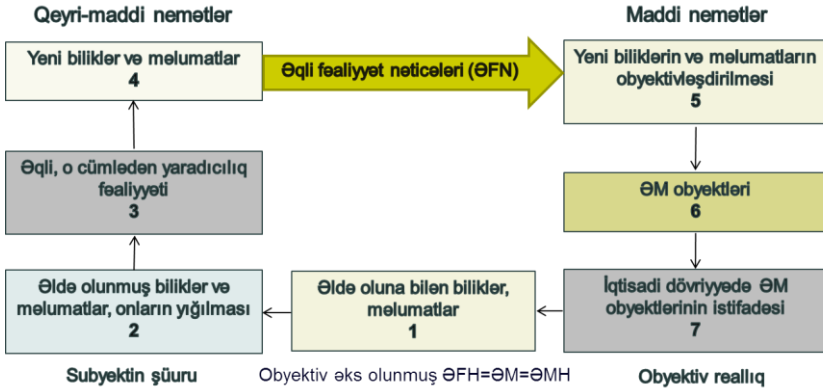 Qeyri-maddi nemətlər
Maddi nemətlər
Yeni biliklər və məlumatlar
4
Əqli fəaliyyət nəticələri (ƏFN)
Yeni biliklərin və məlumatların
obyektivləşdirilməsi
5
Əqli, o cümlədən yaradıcılıq
fəaliyyəti
3
ƏM obyektləri
6
Əldə olunmuş biliklər və
məlumatlar, onların yığılması
2
Əldə oluna bilən biliklər,
məlumatlar
1
İqtisadi dövriyyədə ƏM
obyektlərinin istifadəsi
7
Subyektin şüuru
Obyektiv əks olunmuş ƏFH=ƏM=ƏMH
Obyektiv reallıq